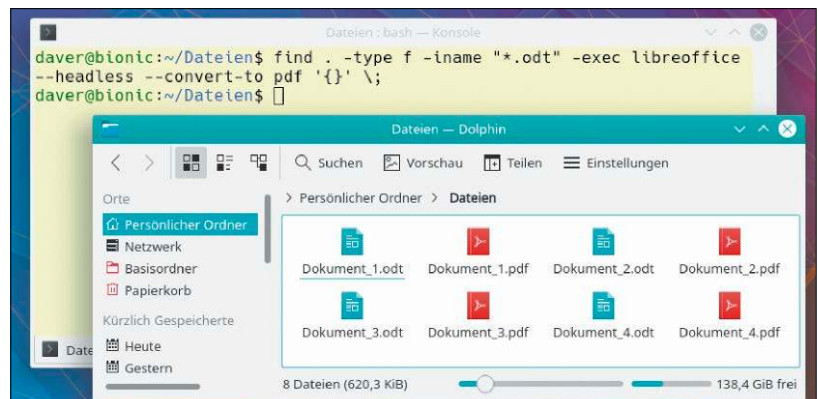 Dateien : bash — Konsole
daver@bionic:~/Dateien$ find . -type f -iname "*.odt" -exec libreoffice
--headless --convert-to pdf '{}' \;
daver@bionic:~/Dateien$
Dateien — Dolphin
Suchen Vorschau Teilen Einstellungen
Orte
> Persönlicher Ordner > Dateien
Persönlicher Ordner
Netzwerk
Basisordner
Papierkorb
Kürzlich Gespeicherte
Heute
Gestern
Dokument_1.odt Dokument_1.pdf Dokument_2.odt Dokument_2.pdf
Dokument_3.odt Dokument_3.pdf Dokument_4.odt Dokument_4.pdf
8 Dateien (620,3 KiB) 138,4 GiB frei
Date